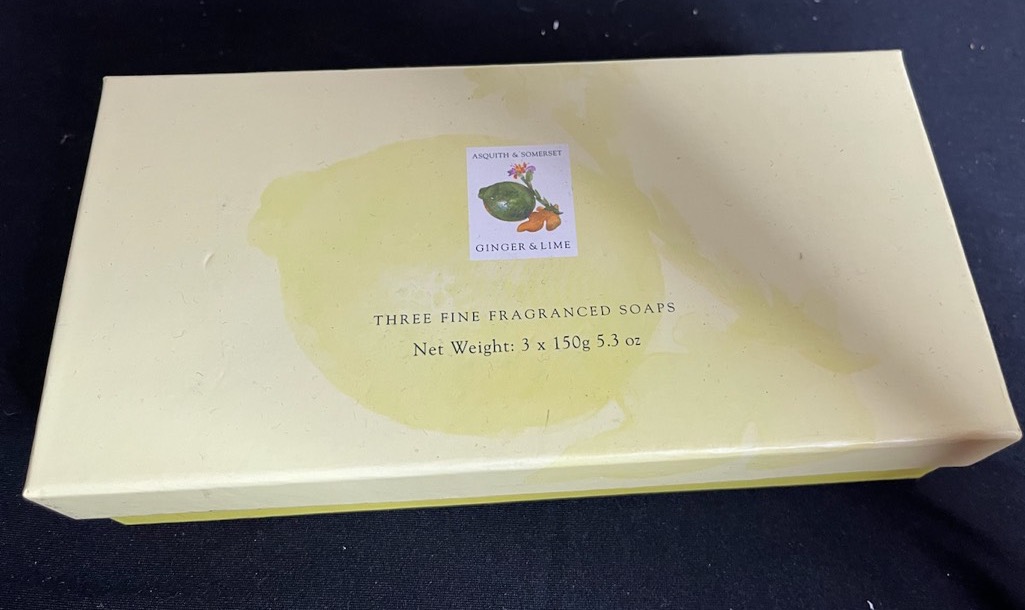 ASQUITH & SOMERSET
GINGER & LIME
THREE FINE FRAGRANCED SOAPS
Net Weight: 3 x 150g 5.3 oz